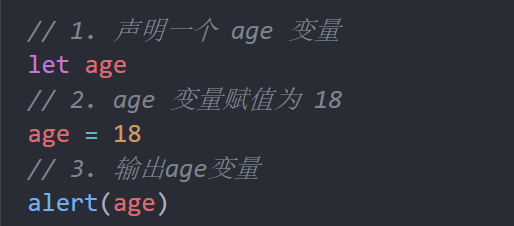 // 1. 声明一个 age 变量
let age
// 2. age 变量赋值为 18
age = 18
// 3. 输出age变量
alert(age)